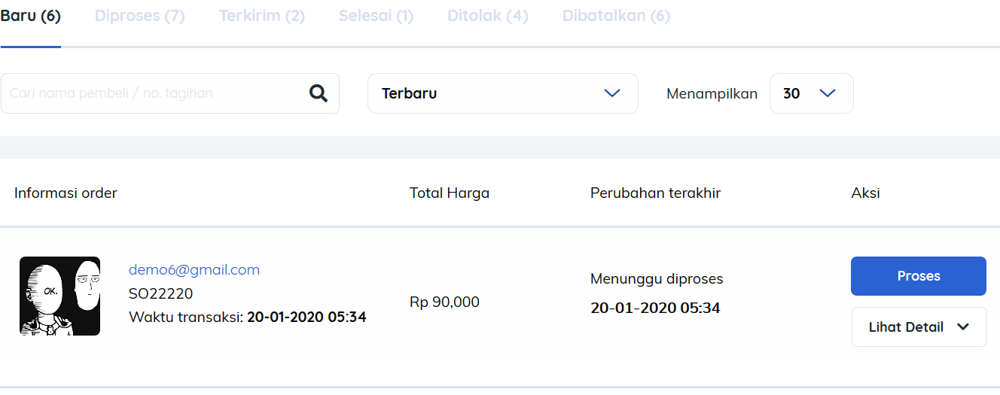 Baru (6) Diproses (7) Terkirim (2) Selesai (1) Ditolak (4) Dibatalkan (6)
Cari nama pembeli / no. tagihan Terbaru Menampilkan 30
Informasi order Total Harga Perubahan terakhir Aksi
OK.
demo6@gmail.com
SO22220
Waktu transaksi: 20-01-2020 05:34
Rp 90,000
Menunggu diproses
20-01-2020 05:34
Proses
Lihat Detail